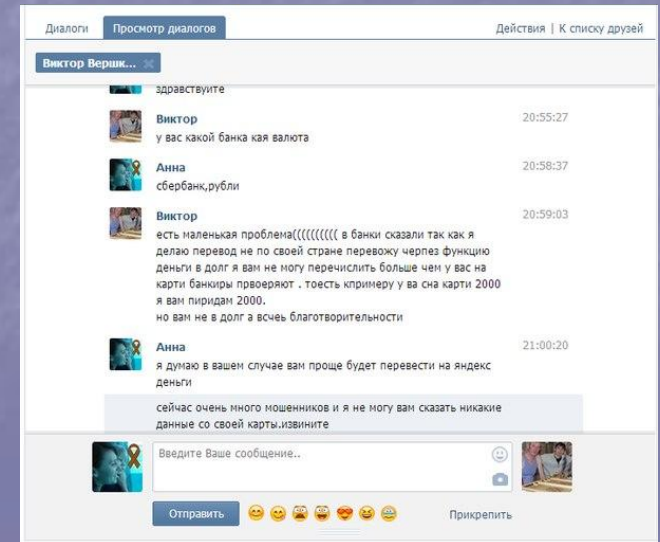 Диалоги Просмотр диалогов Действия | К списку друзей
Виктор Вершк...
здравствуйте
Виктор 20:55:27
у вас какой банка кая валюта
Анна 20:58:37
сбербанк,рубли
Виктор 20:59:03
есть маленькая проблема(((((((((( в банки сказали так как я
делаю перевод не по своей стране перевожу черпез функцию
деньги в долг я вам не могу перечислить больше чем у вас на
карти банкиры првоеряют . тоесть кпримеру у ва сна карти 2000
я вам пиридам 2000.
но вам не в долг а всчеь благотворительности
Анна 21:00:20
я думаю в вашем случае вам проще будет перевести на яндекс
деньги
сейчас очень много мошенников и я не могу вам сказать никакие
данные со своей карты.извините
Введите Ваше сообщение..
Отправить Прикрепить